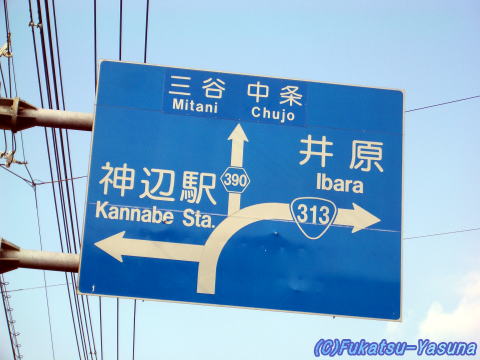 三谷 中条
Mitani Chujo
井原
Ibara
390
神辺駅
Kannabe Sta.
313
(C)Fukatsu-Yasuna